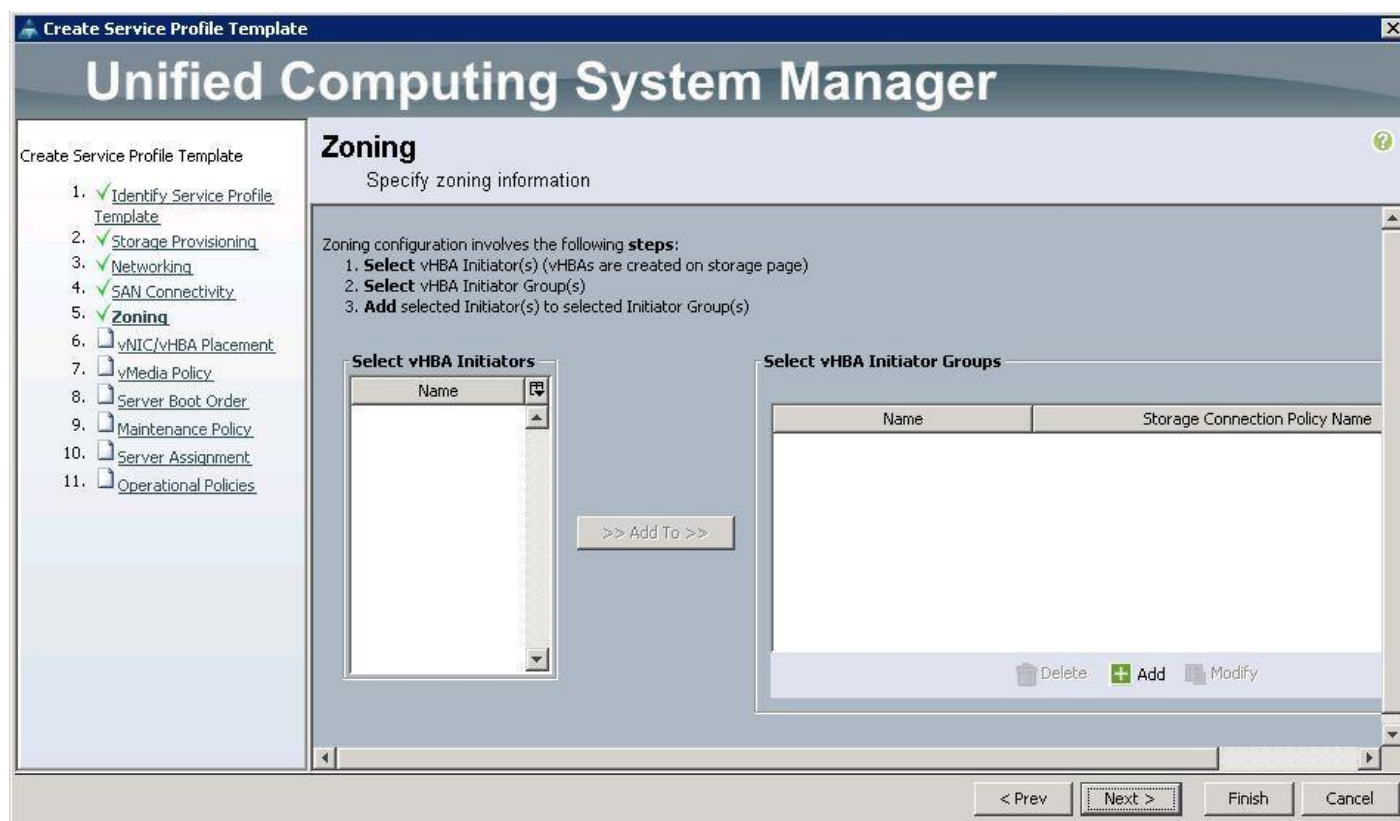 Create Service Profile Template
Unified Computing System Manager
Create Service Profile Template
1. Identify Service Profile
Template
2. Storage Provisioning
3. Networking
4. SAN Connectivity
5. Zoning
6. vNIC/vHBA Placement
7. vMedia Policy
8. Server Boot Order
9. Maintenance Policy
10. Server Assignment
11. Operational Policies
Zoning
Specify zoning information
Zoning configuration involves the following steps:
1. Select vHBA Initiator(s) (vHBAs are created on storage page)
2. Select vHBA Initiator Group(s)
3. Add selected Initiator(s) to selected Initiator Group(s)
Select vHBA Initiators
Name
>> Add To >>
Select vHBA Initiator Groups
Name Storage Connection Policy Name
Delete Add Modify
< Prev Next > Finish Cancel